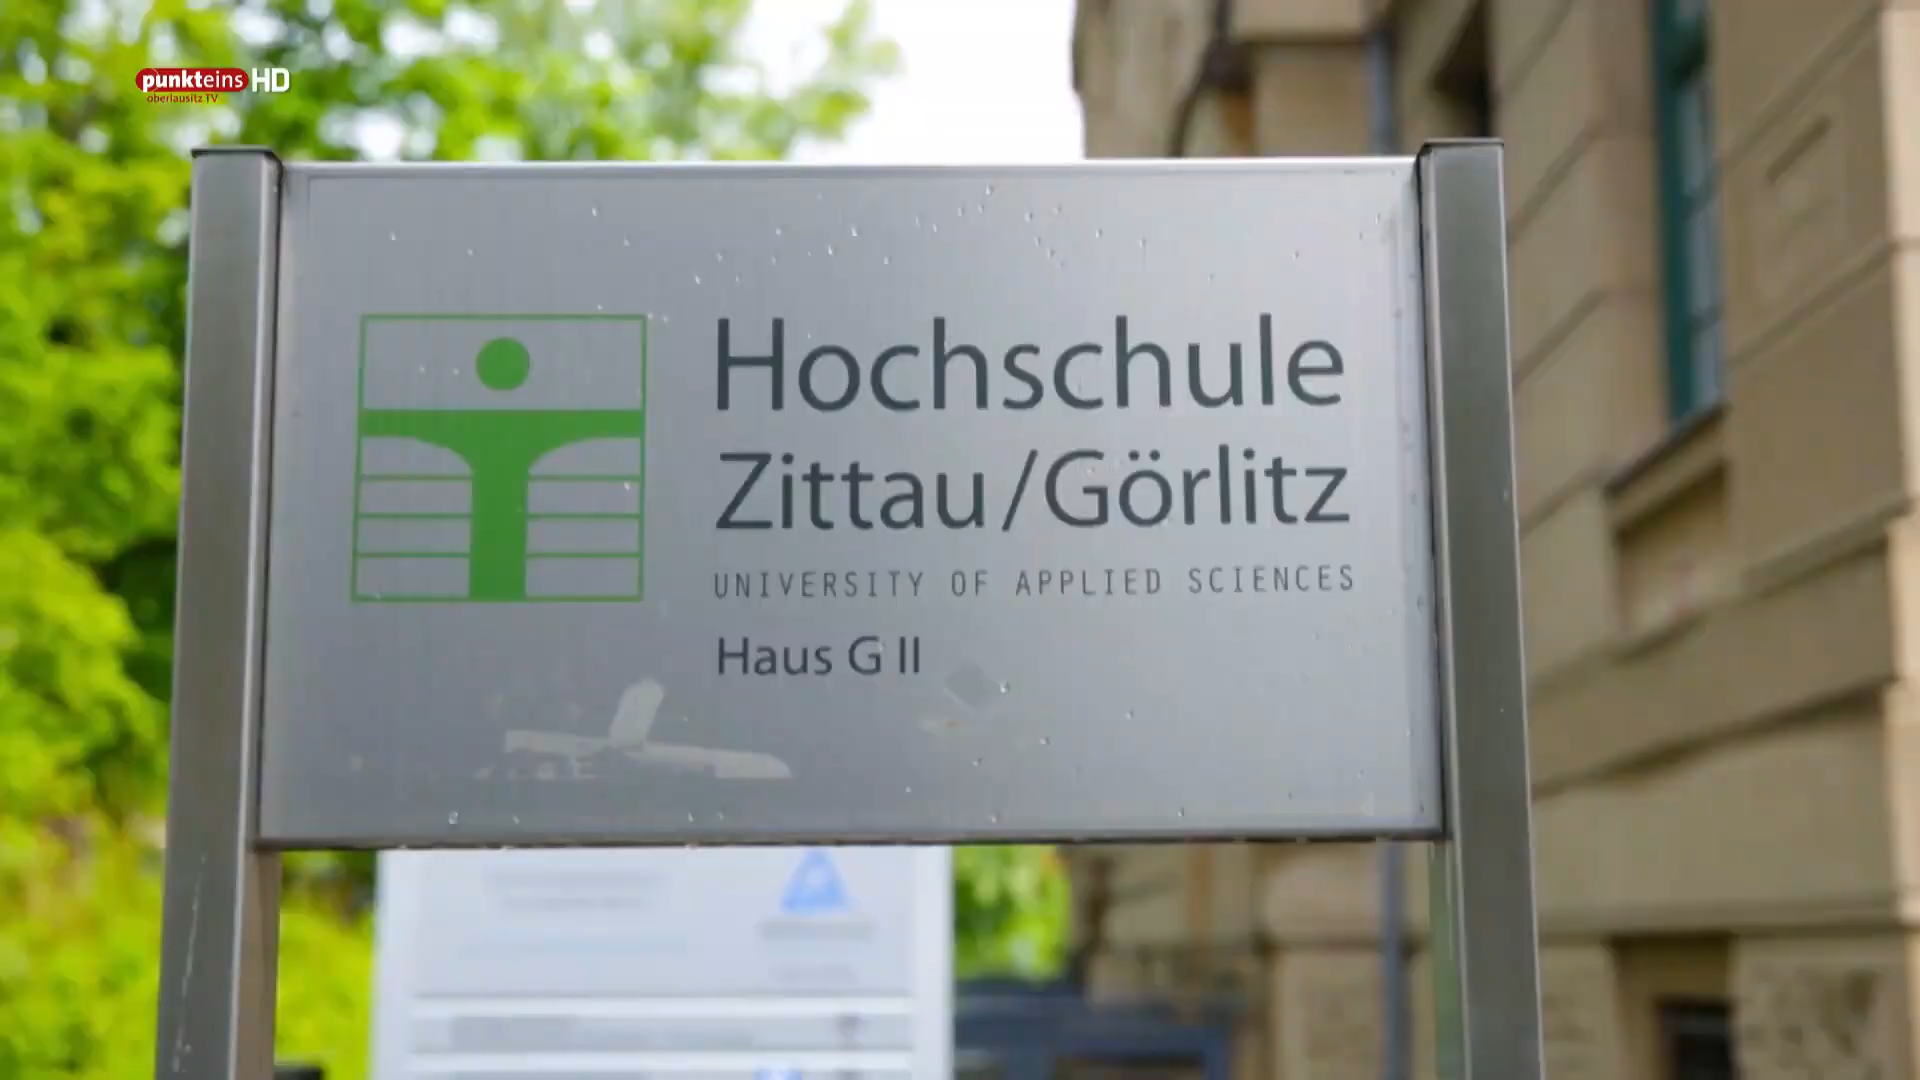 punkteins HD
oberlausitz TV
Hochschule
Zittau/Görlitz
UNIVERSITY OF APPLIED SCIENCES
Haus G II